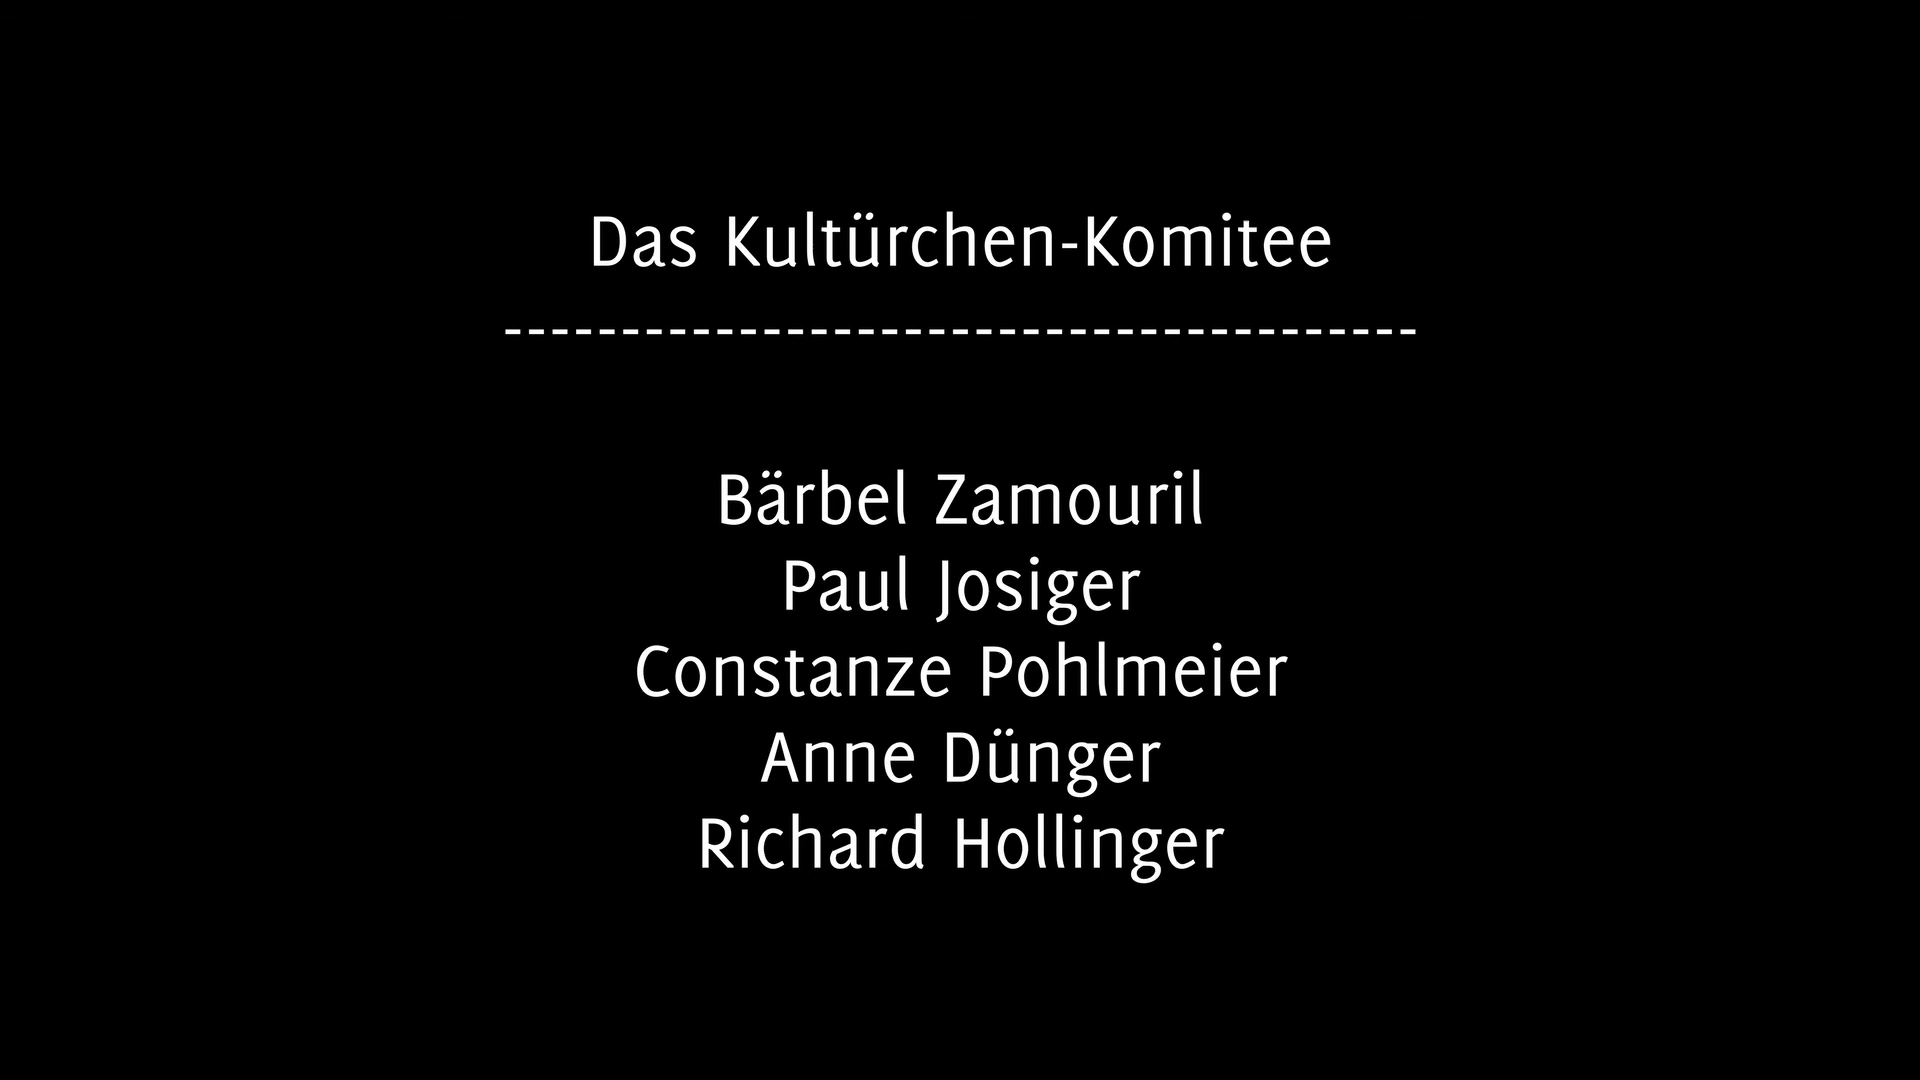 Das Kultürchen-Komitee
---------------------------------------
Bärbel Zamouril
Paul Josiger
Constanze Pohlmeier
Anne Dünger
Richard Hollinger